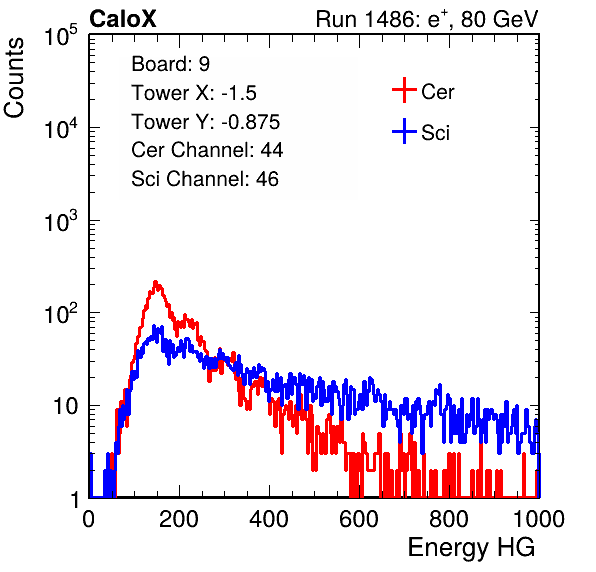 CaloX Run 1486: e+, 80 GeV
Counts
10^5
10^4
10^3
10^2
10
1
Board: 9
Tower X: -1.5
Tower Y: -0.875
Cer Channel: 44
Sci Channel: 46
Cer
Sci
0 200 400 600 800 1000
Energy HG